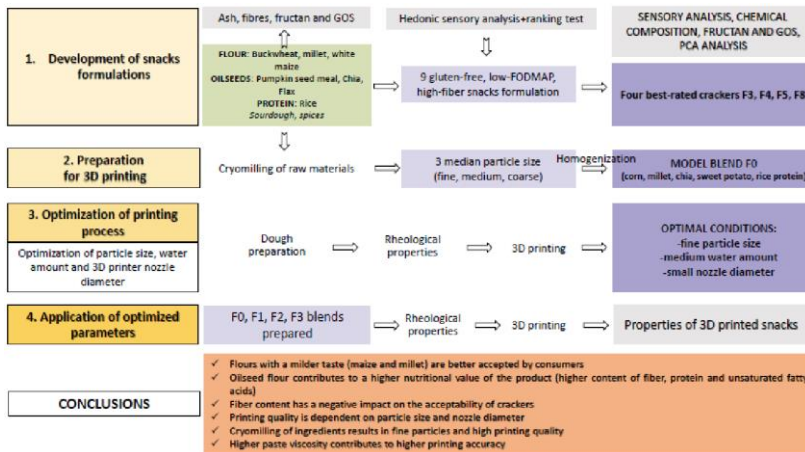 Ash, fibres, fructan and GOS
Hedonic sensory analysis+ranking test
SENSORY ANALYSIS, CHEMICAL
COMPOSITION, FRUCTAN AND GOS,
PCA ANALYSIS
1. Development of snacks
formulations
FLOUR: Buckwheat, millet, white
maize
OILSEEDS: Pumpkin seed meal, Chia,
Flax
PROTEIN: Rice
Sourdough, spices
9 gluten-free, low-FODMAP,
high-fiber snacks formulation
Four best-rated crackers F3, F4, F5, F8
2. Preparation
for 3D printing
Cryomilling of raw materials
3 median particle size
(fine, medium, coarse)
Homogenization
MODEL BLEND F0
(corn, millet, chia, sweet potato, rice protein)
3. Optimization of printing
process
Optimization of particle size, water
amount and 3D printer nozzle
diameter
Dough
preparation
Rheological
properties
3D printing
OPTIMAL CONDITIONS:
-fine particle size
-medium water amount
-small nozzle diameter
4. Application of optimized
parameters
F0, F1, F2, F3 blends
prepared
Rheological
properties
3D printing
Properties of 3D printed snacks
CONCLUSIONS
✓ Flours with a milder taste (maize and millet) are better accepted by consumers
✓ Oilseed flour contributes to a higher nutritional value of the product (higher content of fiber, protein and unsaturated fatty
acids)
✓ Fiber content has a negative impact on the acceptability of crackers
✓ Printing quality is dependent on particle size and nozzle diameter
✓ Cryomilling of ingredients results in fine particles and high printing quality
✓ Higher paste viscosity contributes to higher printing accuracy